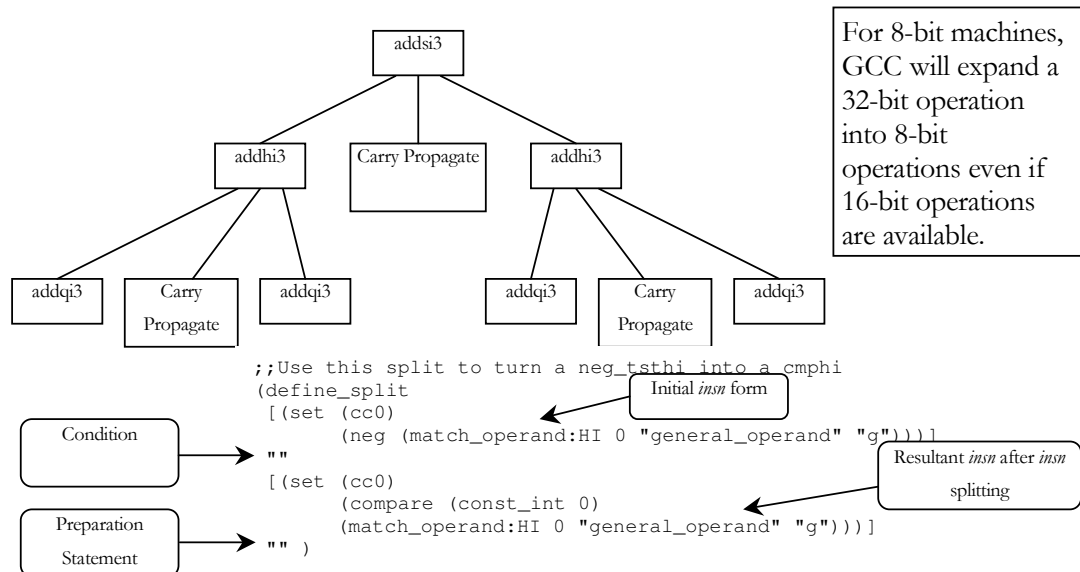 addsi3
For 8-bit machines,
GCC will expand a
32-bit operation
into 8-bit
operations even if
16-bit operations
are available.
addhi3
Carry Propagate
addhi3
addqi3
Carry
Propagate
addqi3
addqi3
Carry
Propagate
addqi3
;;Use this split to turn a neg_tsthi into a cmphi
(define_split
Initial insn form
[(set (cc0)
(neg (match_operand:HI 0 "general_operand" "g")))]
Condition
""
Resultant insn after insn
splitting
[(set (cc0)
(compare (const_int 0)
(match_operand:HI 0 "general_operand" "g")))]
Preparation
Statement
"" )